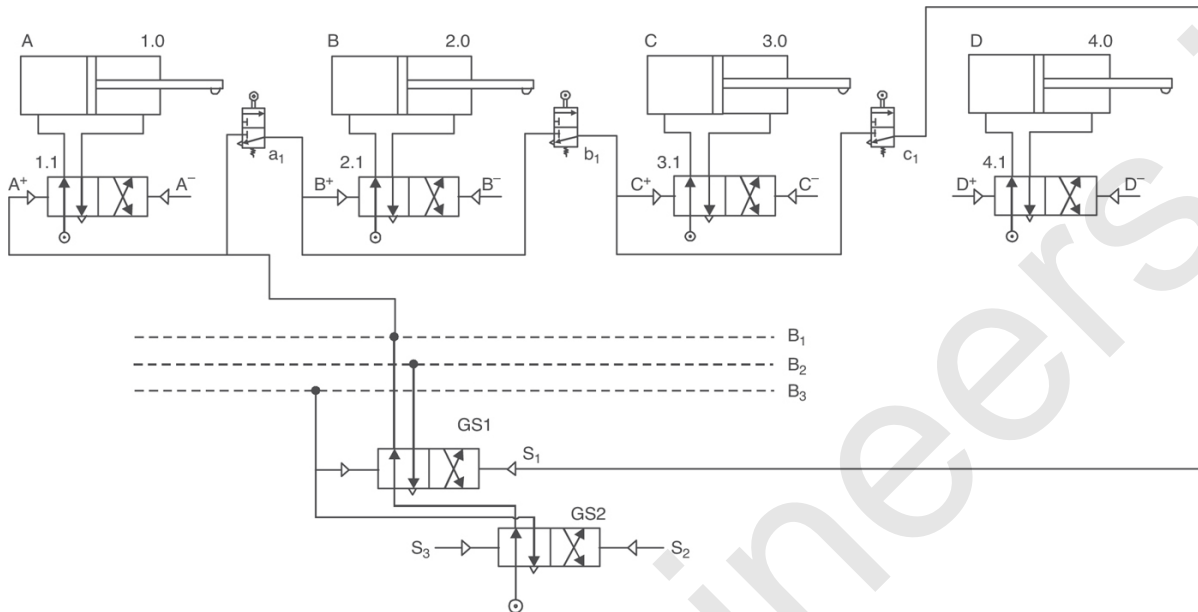 A 1.0
B 2.0
C 3.0
D 4.0
a₁
b₁
c₁
1.1
2.1
3.1
4.1
A⁺ A⁻
B⁺ B⁻
C⁺ C⁻
D⁺ D⁻
B₁
B₂
B₃
GS1
S₁
GS2
S₃ S₂
ineers i